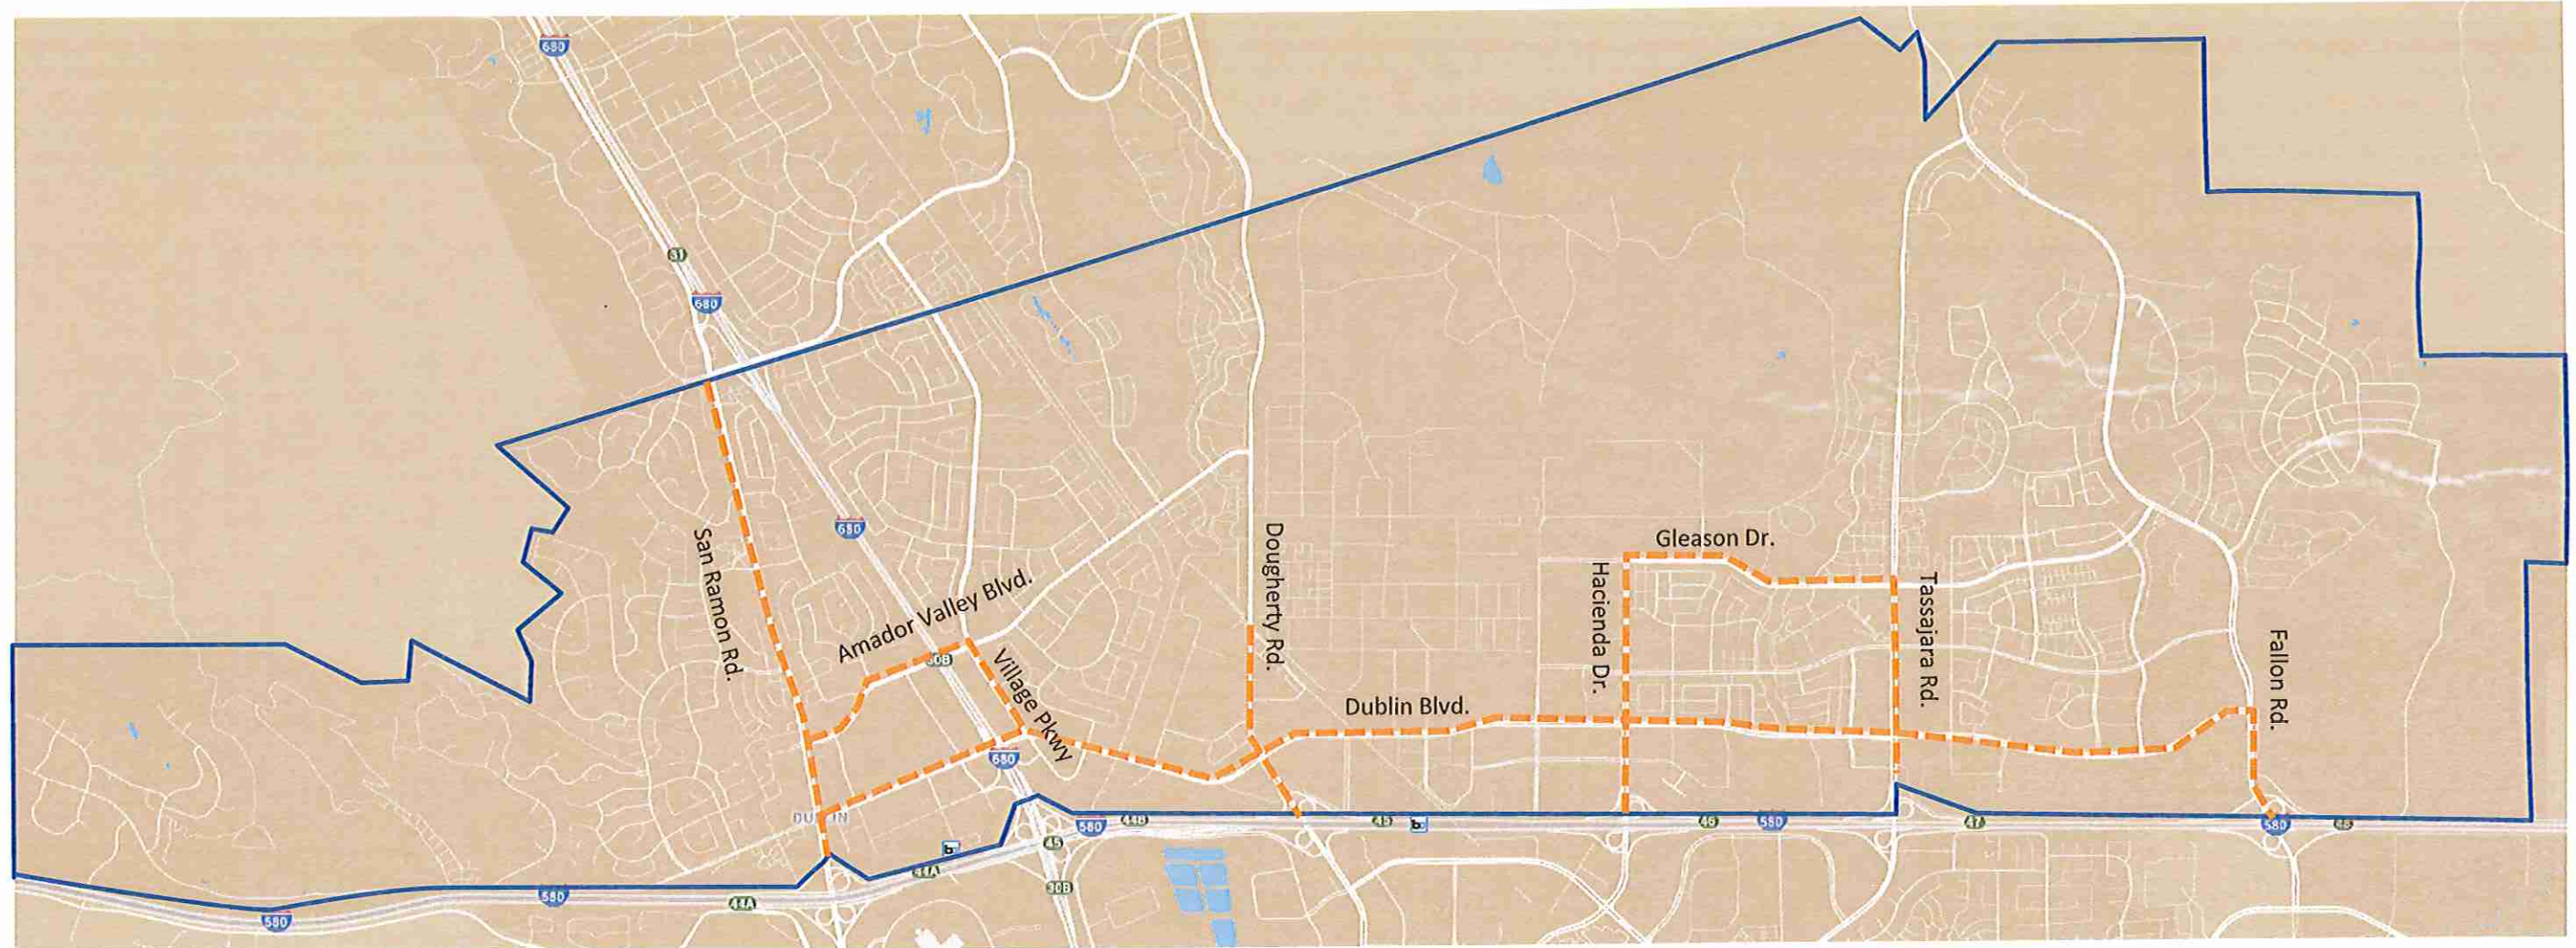 680
31
680
680
San Ramon Rd.
Amador Valley Blvd.
30B
Village Pkwy
680
Dougherty Rd.
Dublin Blvd.
Hacienda Dr.
Gleason Dr.
Tassajara Rd.
Fallon Rd.
DUBLIN
580
44B
45
46
580
47
580
48
45
44A
30B
580
44A
580